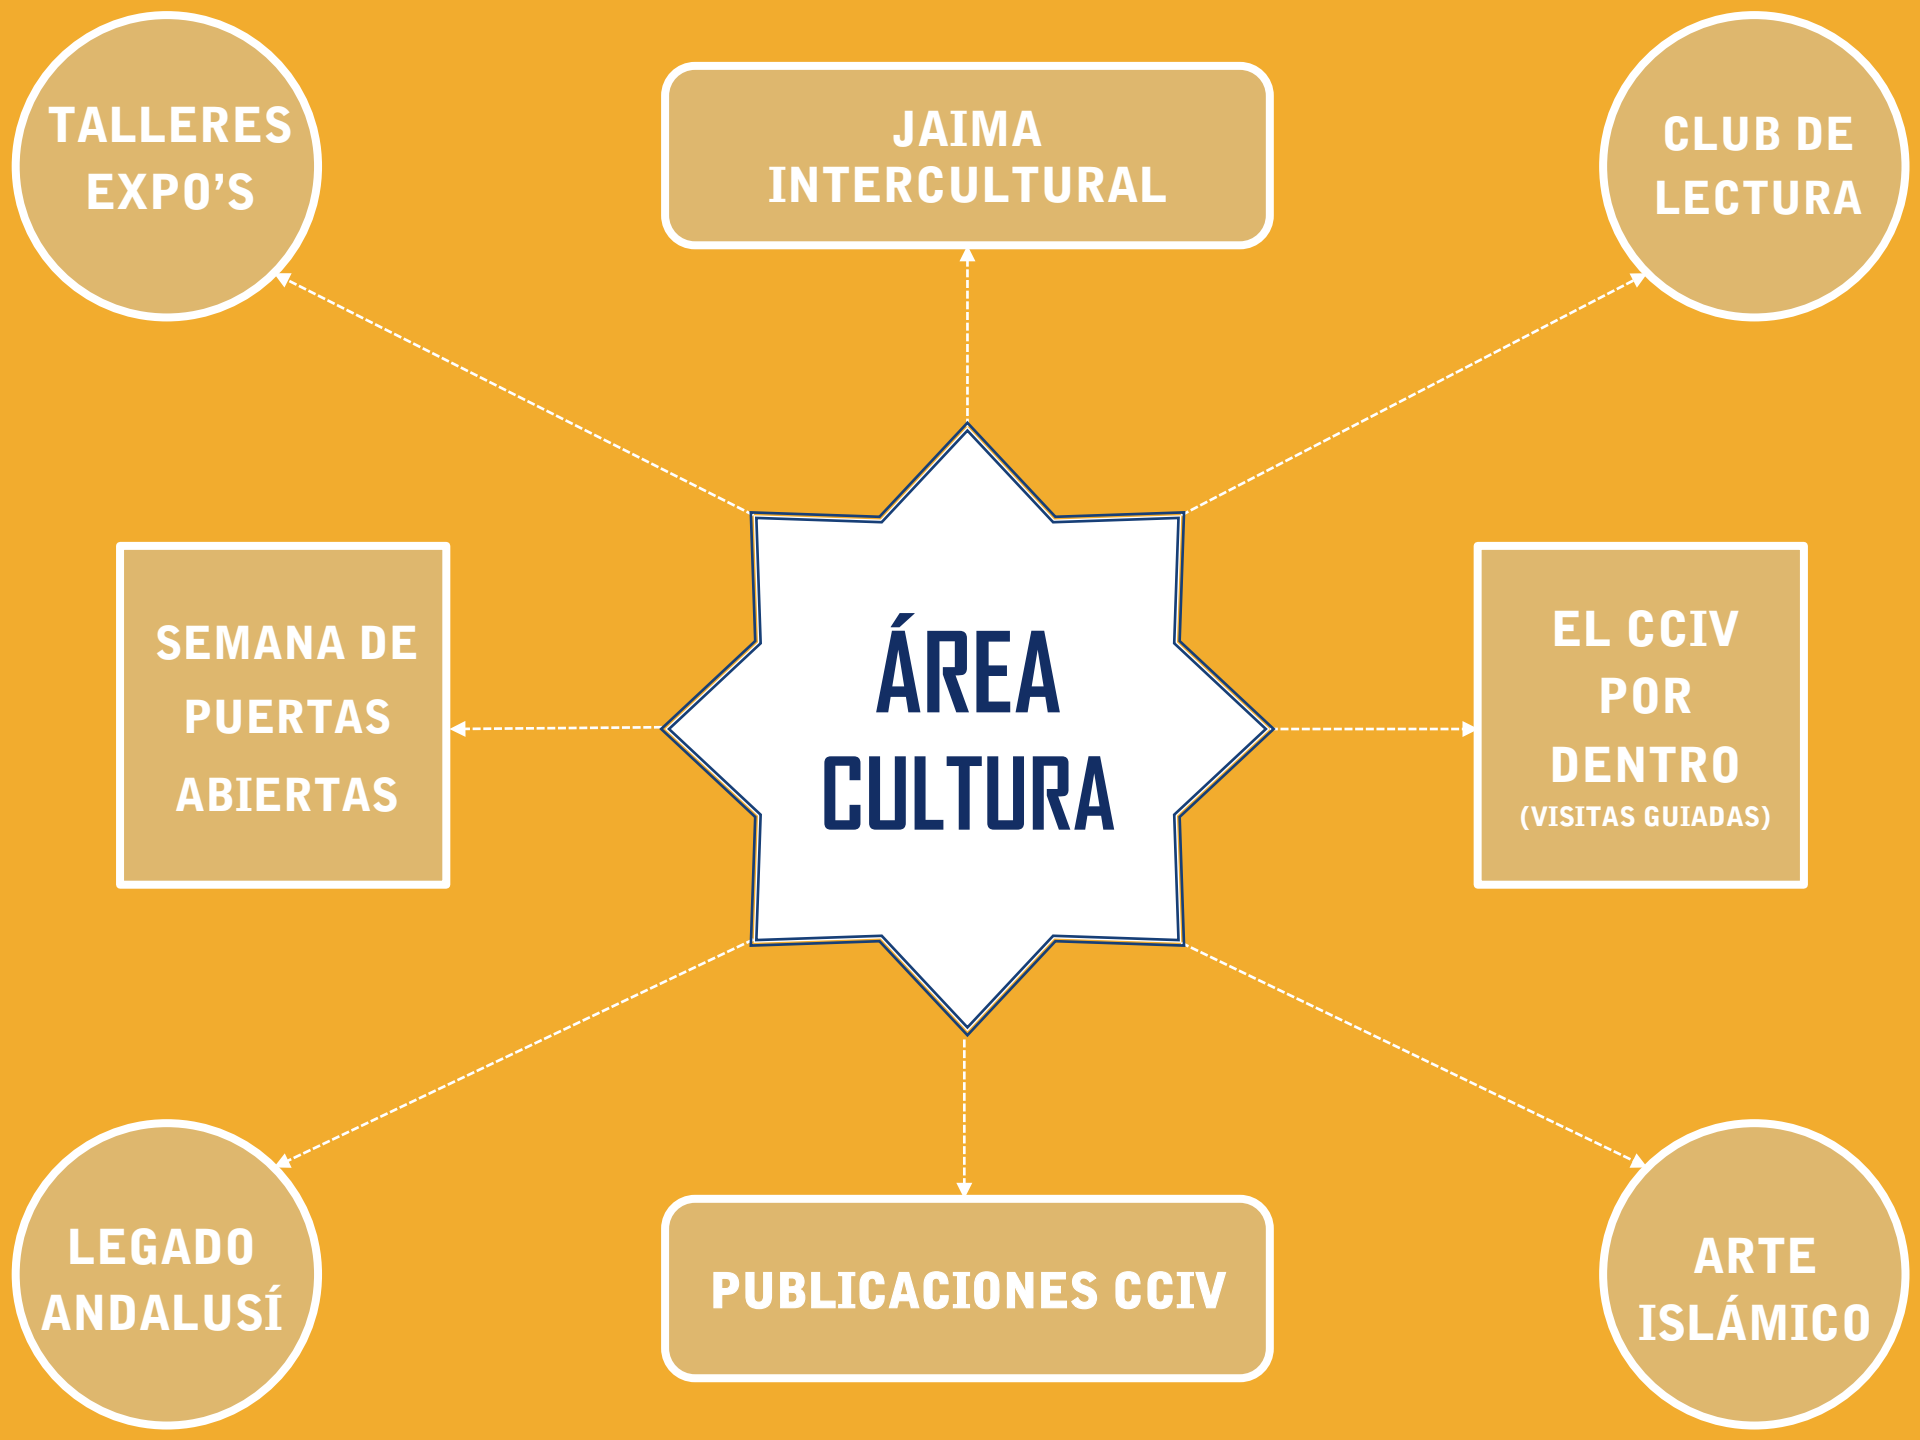 TALLERES
EXPO’S
JAIMA
INTERCULTURAL
CLUB DE
LECTURA
SEMANA DE
PUERTAS
ABIERTAS
ÁREA
CULTURA
EL CCIV
POR
DENTRO
(VISITAS GUIADAS)
LEGADO
ANDALUSÍ
PUBLICACIONES CCIV
ARTE
ISLÁMICO